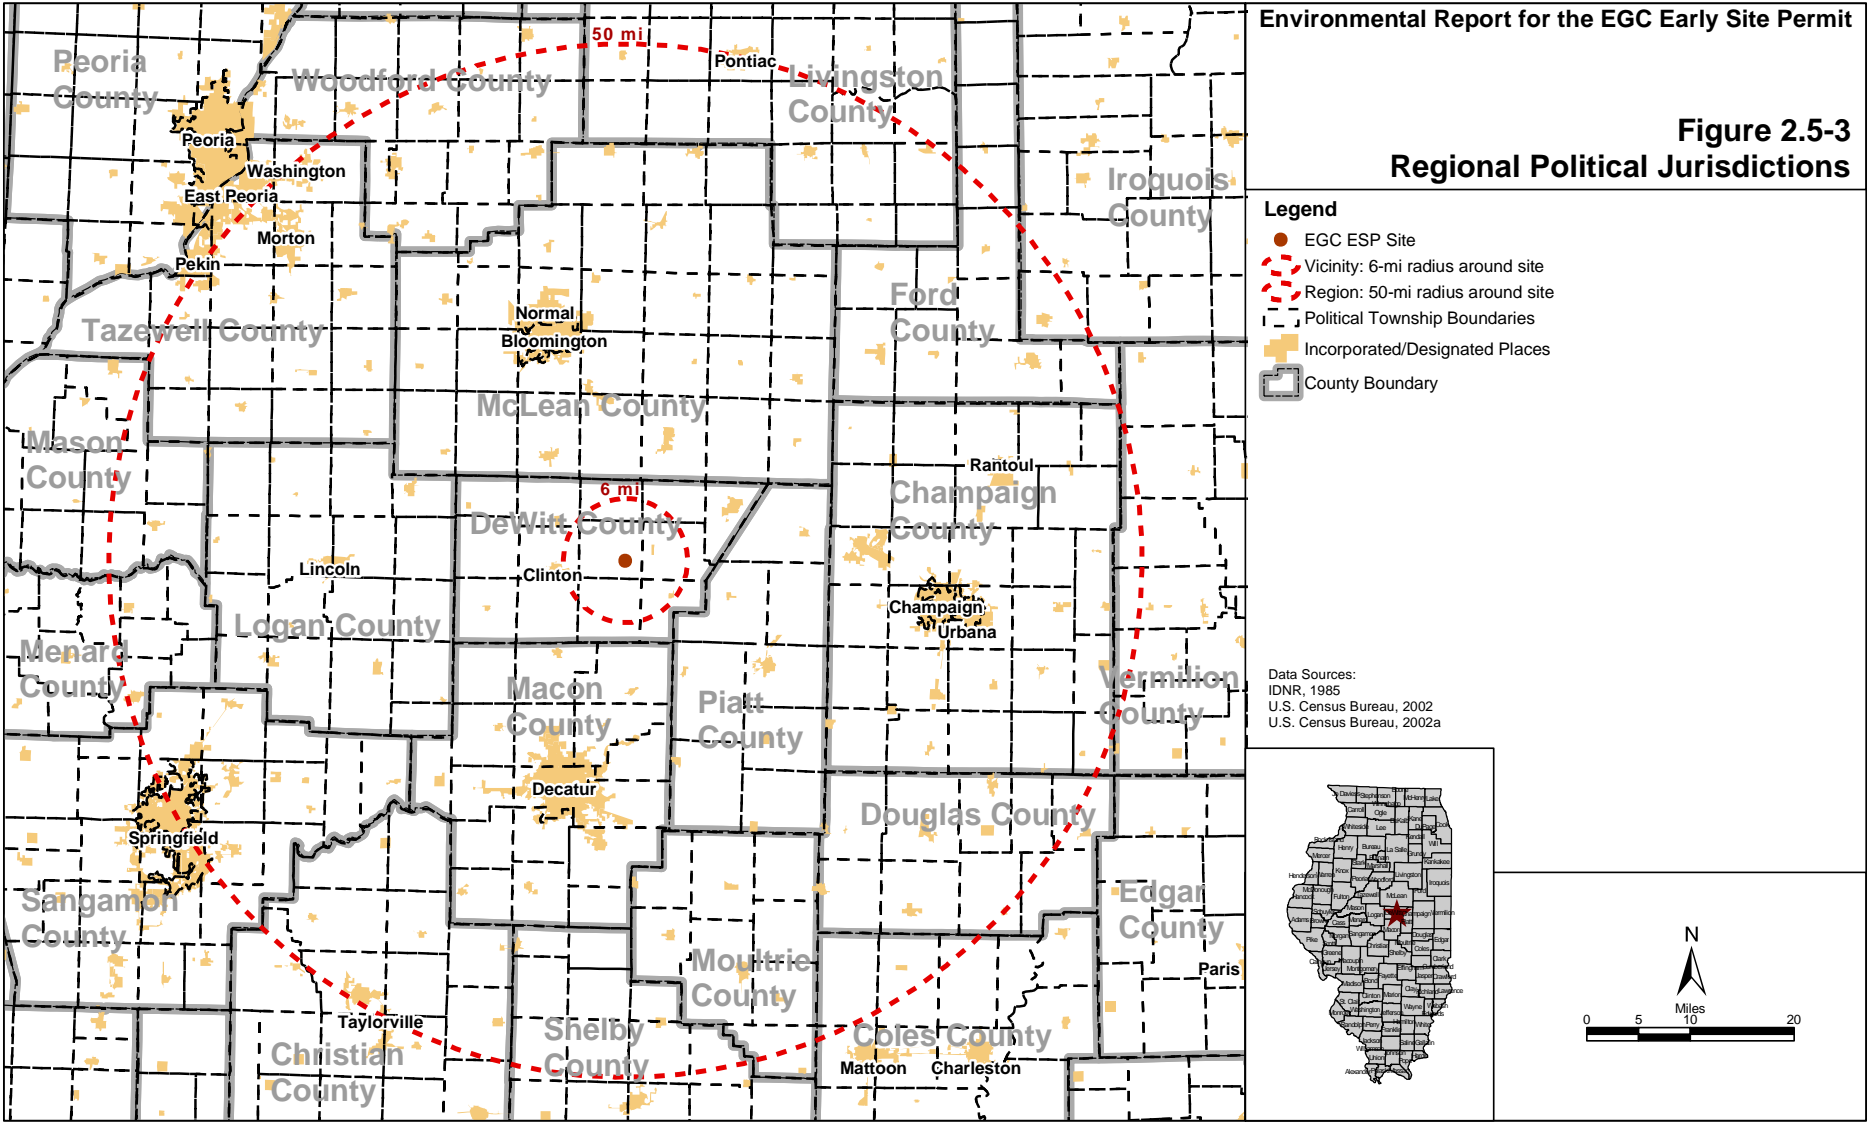 Environmental Report for the EGC Early Site Permit
Figure 2.5-3
Regional Political Jurisdictions
Legend
EGC ESP Site
Vicinity: 6-mi radius around site
Region: 50-mi radius around site
Political Township Boundaries
Incorporated/Designated Places
County Boundary
50 mi
Pontiac
Peoria
County
Woodford County
Livingston
County
Peoria
Washington
East Peoria
Morton
Pekin
Iroquois
County
Tazewell County
Normal
Bloomington
Ford
County
McLean County
Mason
County
Rantoul
Champaign
County
6 mi
DeWitt County
Lincoln
Clinton
Champaign
Urbana
Logan County
Menard
County
Macon
County
Piatt
County
Vermilion
County
Decatur
Douglas County
Springfield
Sangamon
County
Edgar
County
Paris
Moultrie
County
Taylorville
Christian
County
Shelby
County
Coles County
Mattoon
Charleston
Data Sources:
IDNR, 1985
U.S. Census Bureau, 2002
U.S. Census Bureau, 2002a
N
Miles
0 5 10 20